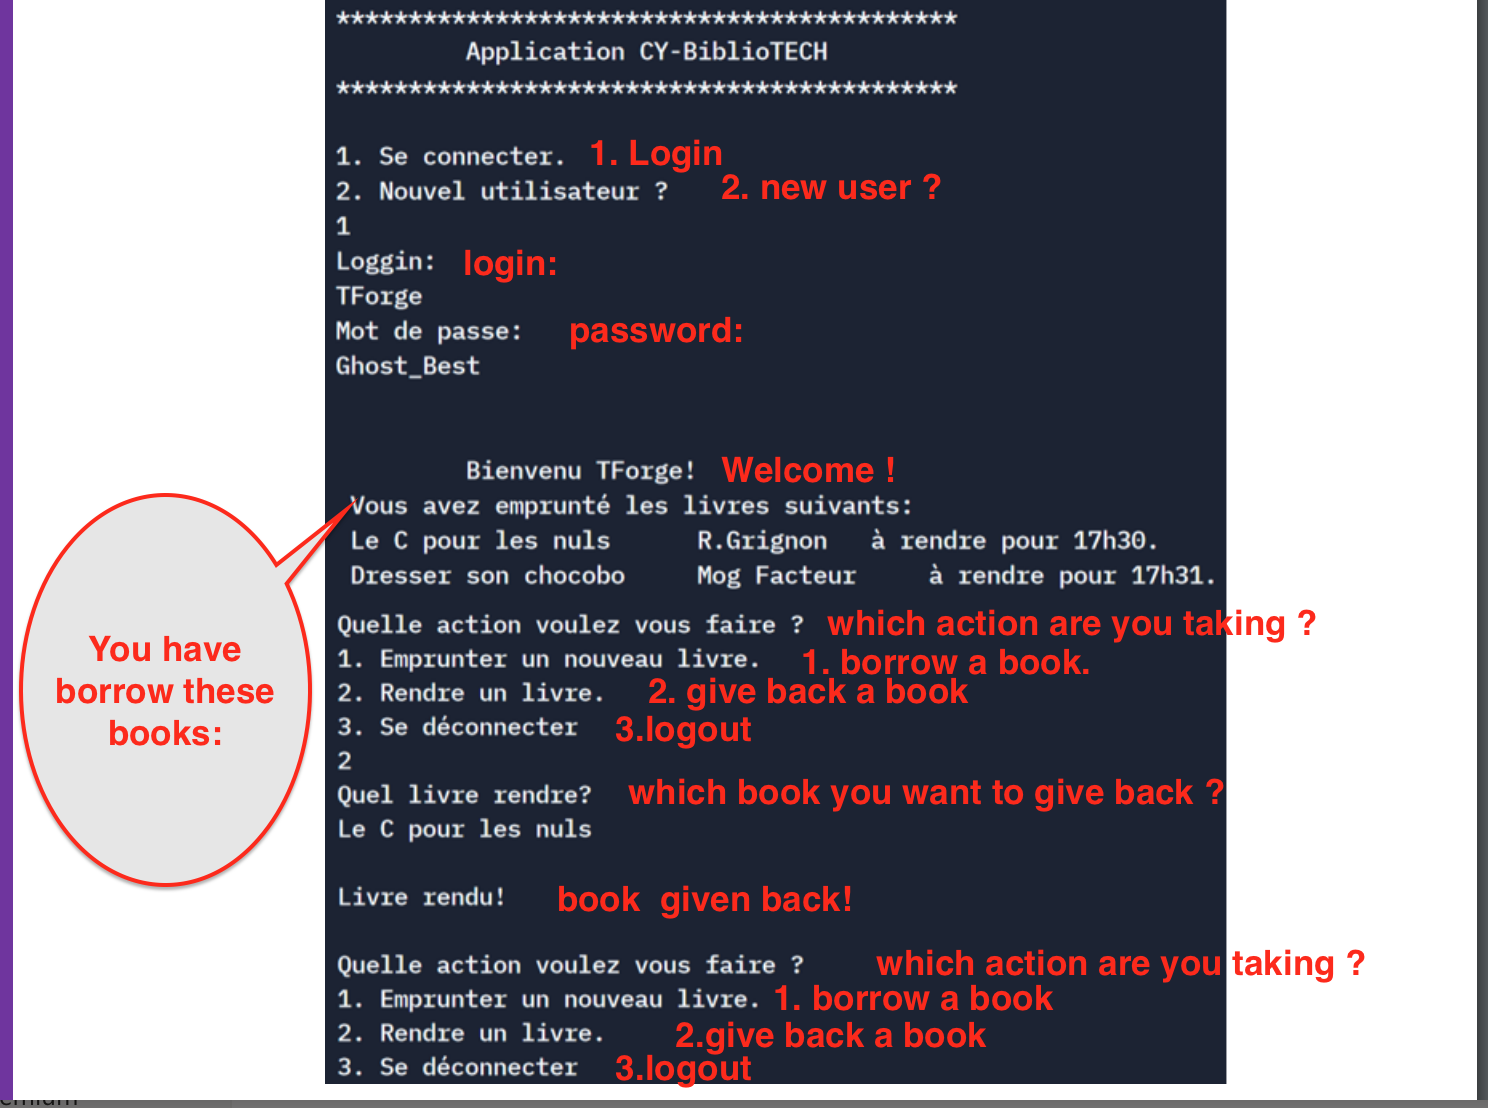 *******************************************
Application CY-BiblioTECH
*******************************************
1. Se connecter. 1. Login
2. Nouvel utilisateur ? 2. new user ?
1
Loggin: login:
TForge
Mot de passe: password:
Ghost_Best
Bienvenu TForge! Welcome !
Vous avez emprunté les livres suivants:
Le C pour les nuls R.Grignon à rendre pour 17h30.
Dresser son chocobo Mog Facteur à rendre pour 17h31.
You have
borrow these
books:
Quelle action voulez vous faire ? which action are you taking ?
1. Emprunter un nouveau livre. 1. borrow a book.
2. Rendre un livre. 2. give back a book
3. Se déconnecter 3.logout
2
Quel livre rendre? which book you want to give back ?
Le C pour les nuls
Livre rendu! book given back!
Quelle action voulez vous faire ? which action are you taking ?
1. Emprunter un nouveau livre. 1. borrow a book
2. Rendre un livre. 2.give back a book
3. Se déconnecter 3.logout